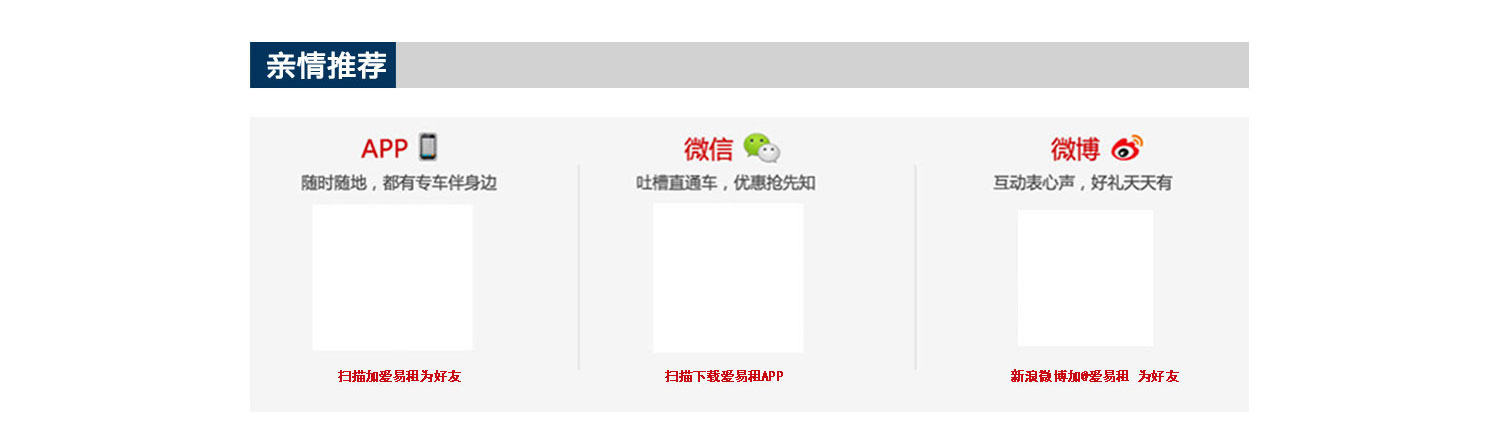 亲情推荐
APP
随时随地，都有专车伴身边
扫描加爱易租为好友
微信
吐槽直通车，优惠抢先知
扫描下载爱易租APP
微博
互动表心声，好礼天天有
新浪微博加@爱易租 为好友